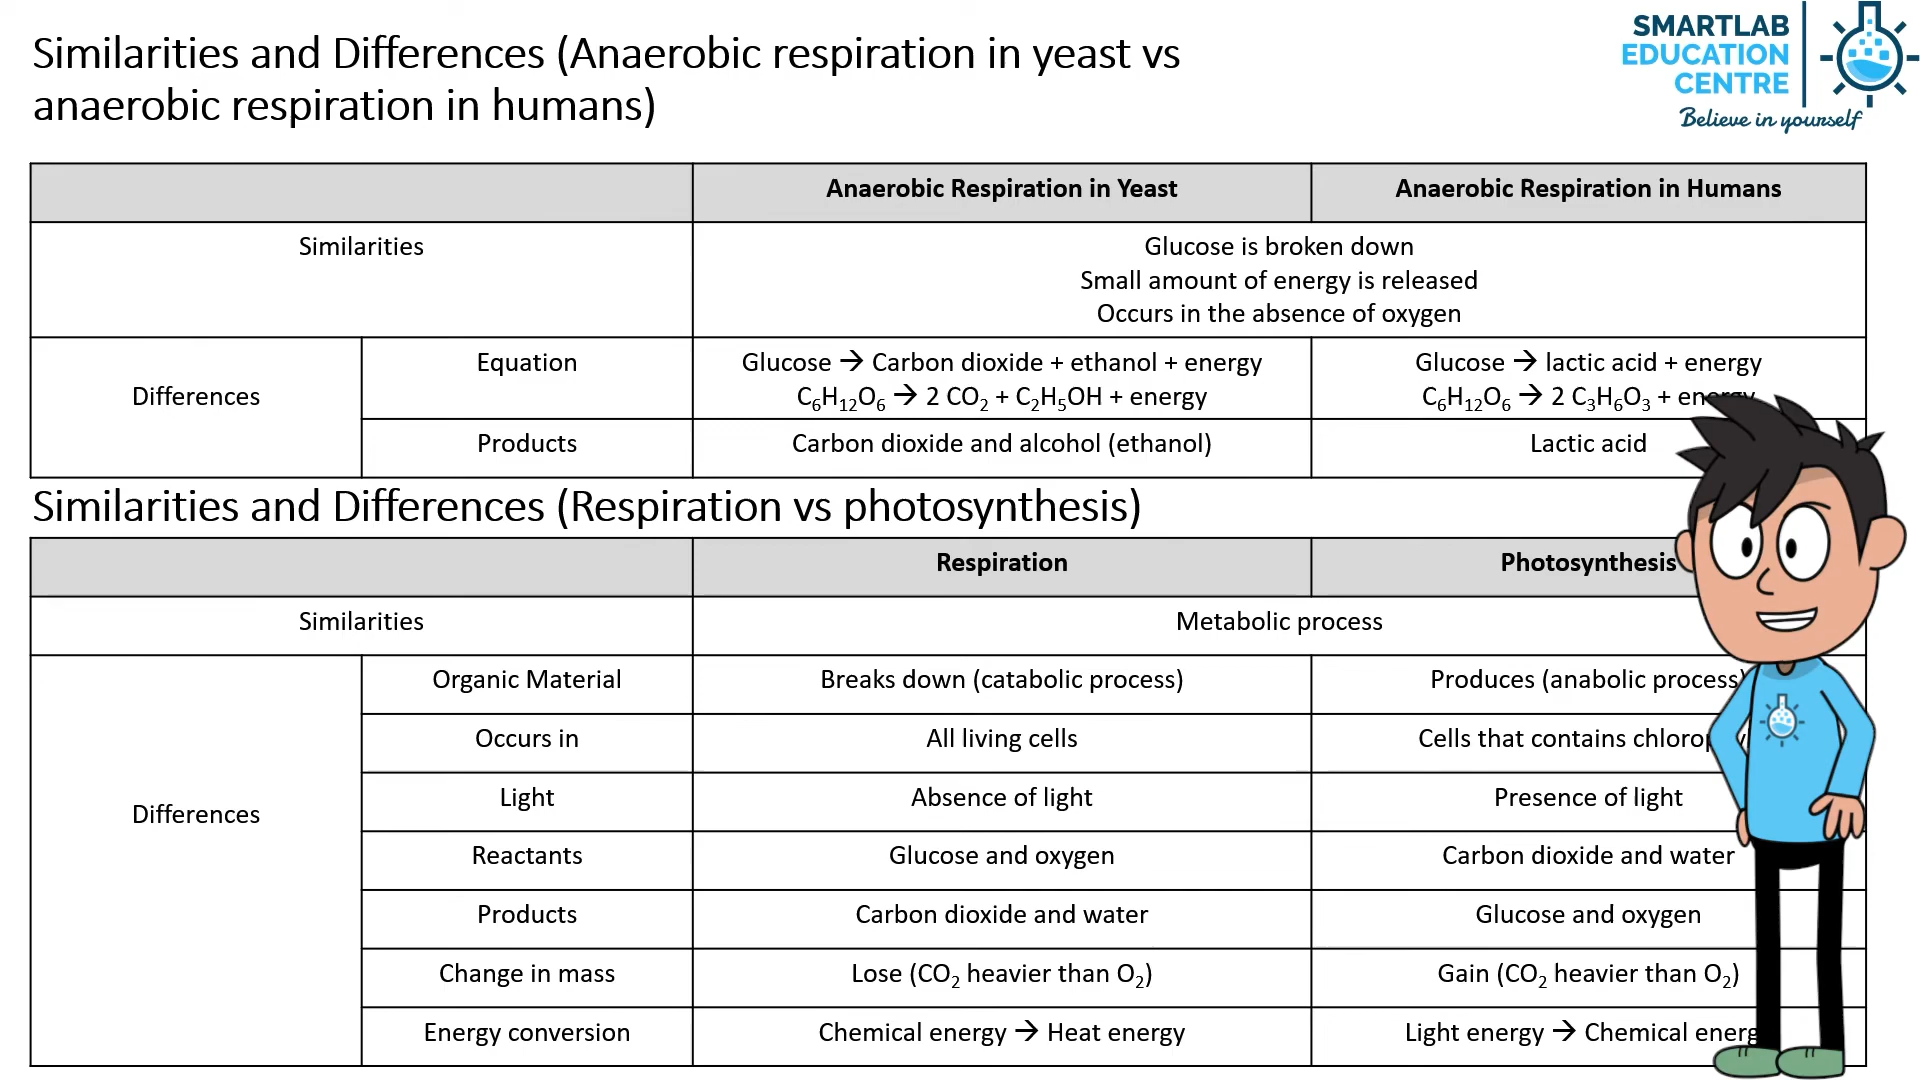 Similarities and Differences (Anaerobic respiration in yeast vs
anaerobic respiration in humans)
SMARTLAB
EDUCATION
CENTRE
Believe in yourself
Anaerobic Respiration in Yeast
Anaerobic Respiration in Humans
Similarities
Glucose is broken down
Small amount of energy is released
Occurs in the absence of oxygen
Differences
Equation
Glucose → Carbon dioxide + ethanol + energy
C₆H₁₂O₆ → 2 CO₂ + C₂H₅OH + energy
Glucose → lactic acid + energy
C₆H₁₂O₆ → 2 C₃H₆O₃ + energy
Products
Carbon dioxide and alcohol (ethanol)
Lactic acid
Similarities and Differences (Respiration vs photosynthesis)
Respiration
Photosynthesis
Similarities
Metabolic process
Differences
Organic Material
Breaks down (catabolic process)
Produces (anabolic process)
Occurs in
All living cells
Cells that contains
Light
Absence of light
Presence of light
Reactants
Glucose and oxygen
Carbon dioxide and water
Products
Carbon dioxide and water
Glucose and oxygen
Change in mass
Lose (CO₂ heavier than O₂)
Gain (CO₂ heavier than O₂)
Energy conversion
Chemical energy → Heat energy
Light energy → Chemical energ